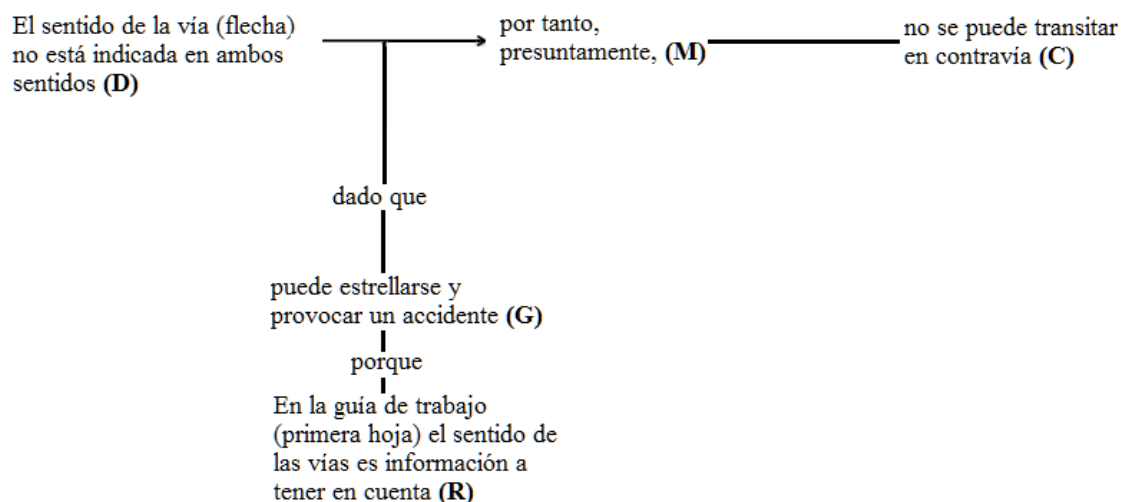 El sentido de la vía (flecha)
no está indicada en ambos
sentidos (D)
por tanto,
presuntamente, (M)
no se puede transitar
en contravía (C)
dado que
puede estrellarse y
provocar un accidente (G)
porque
En la guía de trabajo
(primera hoja) el sentido de
las vías es información a
tener en cuenta (R)